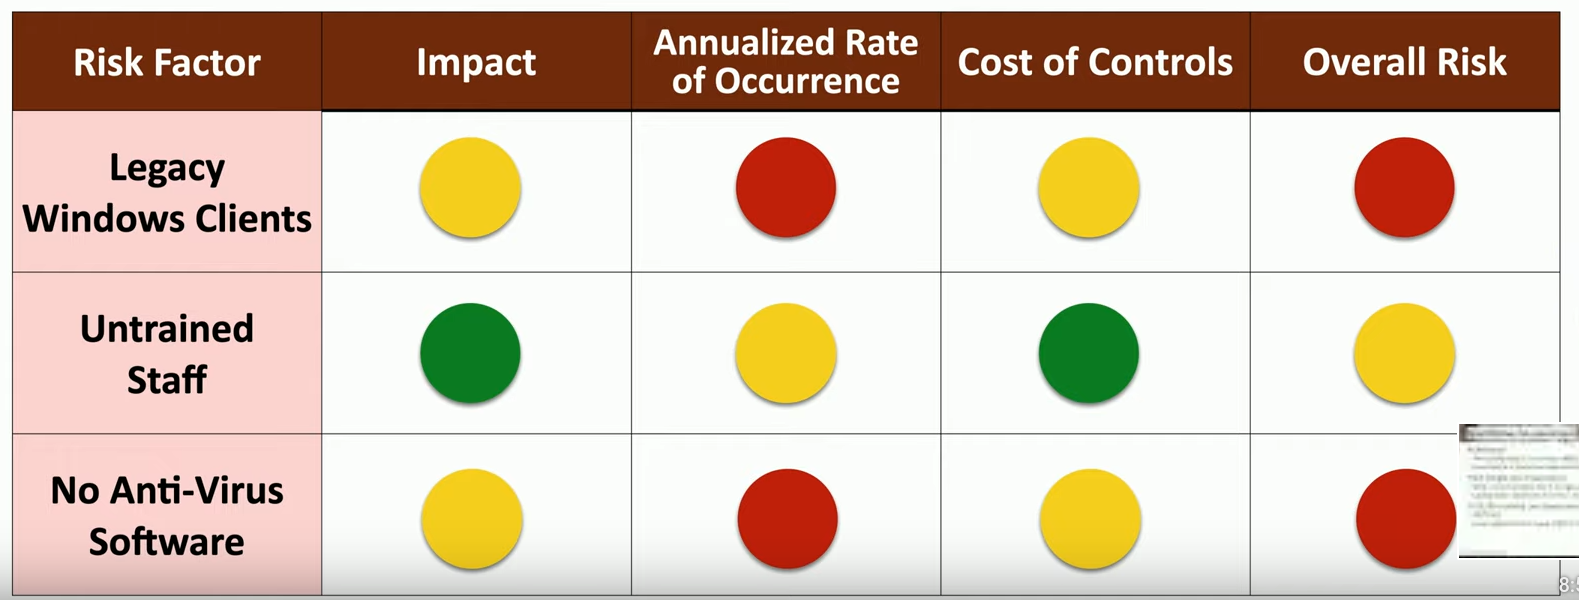 Risk Factor
Impact
Annualized Rate
of Occurrence
Cost of Controls
Overall Risk
Legacy
Windows Clients
Untrained
Staff
No Anti-Virus
Software